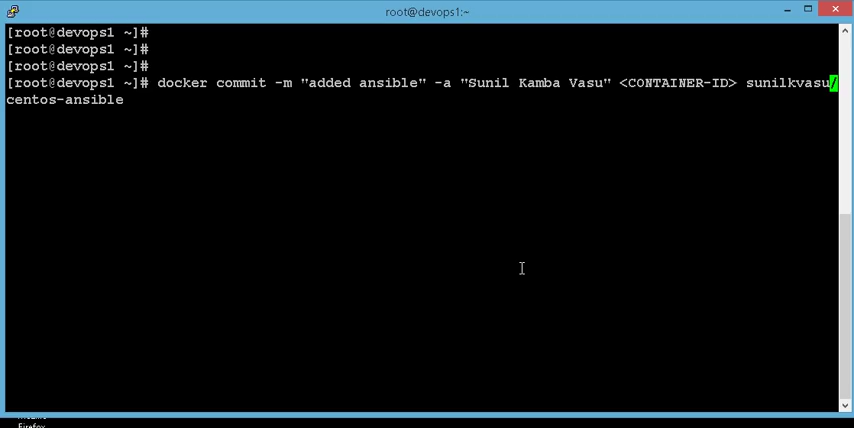 root@devops1:~
[root@devops1 ~]#
[root@devops1 ~]#
[root@devops1 ~]#
[root@devops1 ~]# docker commit -m "added ansible" -a "Sunil Kamba Vasu" <CONTAINER-ID> sunilkvasu/
centos-ansible
Firefox